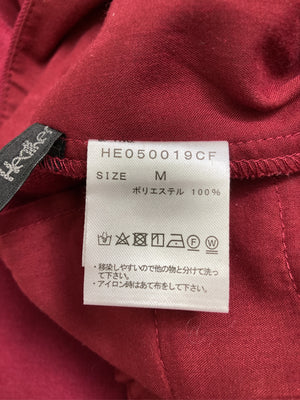 HE050019CF
SIZE M
ポリエステル 100%
・移染しやすいので他の物と分けて洗っ
て下さい。
・アイロン時はあて布をして下さい。